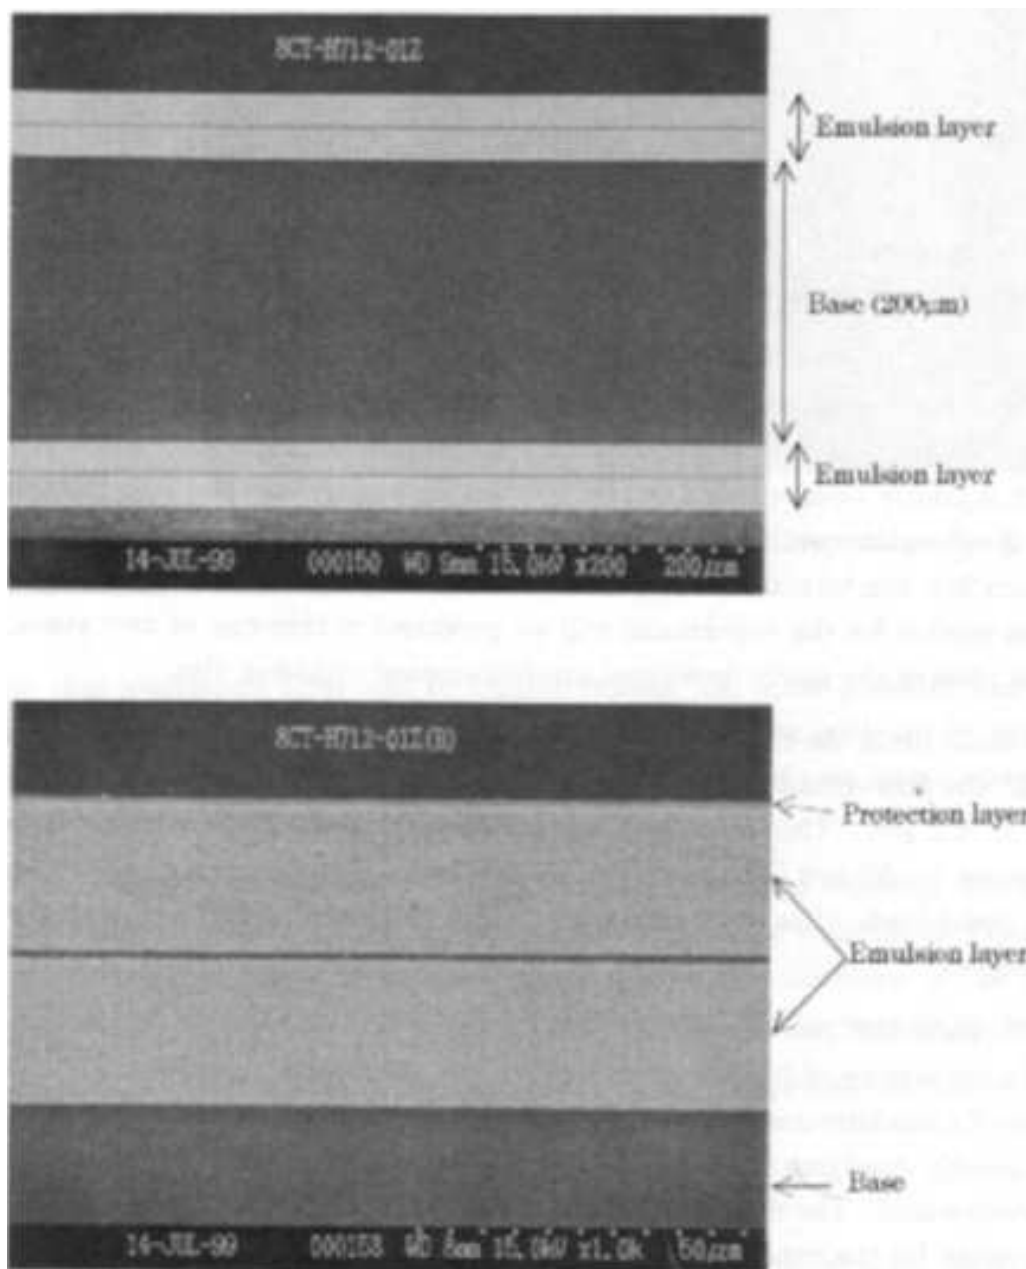 8CT-H712-01Z
Emulsion layer
Base (200μm)
Emulsion layer
14-JUL-99 000150 WD 9mm 15.0kV x200 200μm
8CT-H712-01Z(B)
Protection layer
Emulsion layer
Base
14-JUL-99 000153 WD 8mm 15.0kV x1.0k 50μm